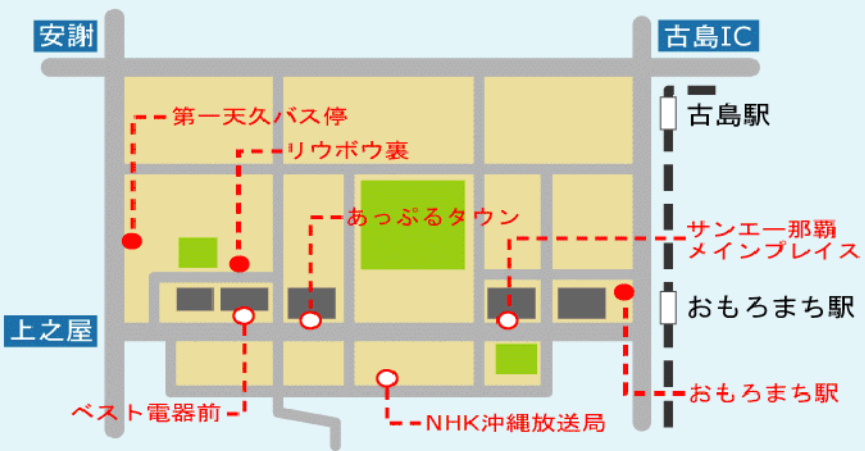 安謝
古島IC
第一天久バス停
古島駅
リウボウ裏
あっぷるタウン
サンエー那覇
メインプレイス
おもろまち駅
上之屋
おもろまち駅
ベスト電器前
NHK沖縄放送局